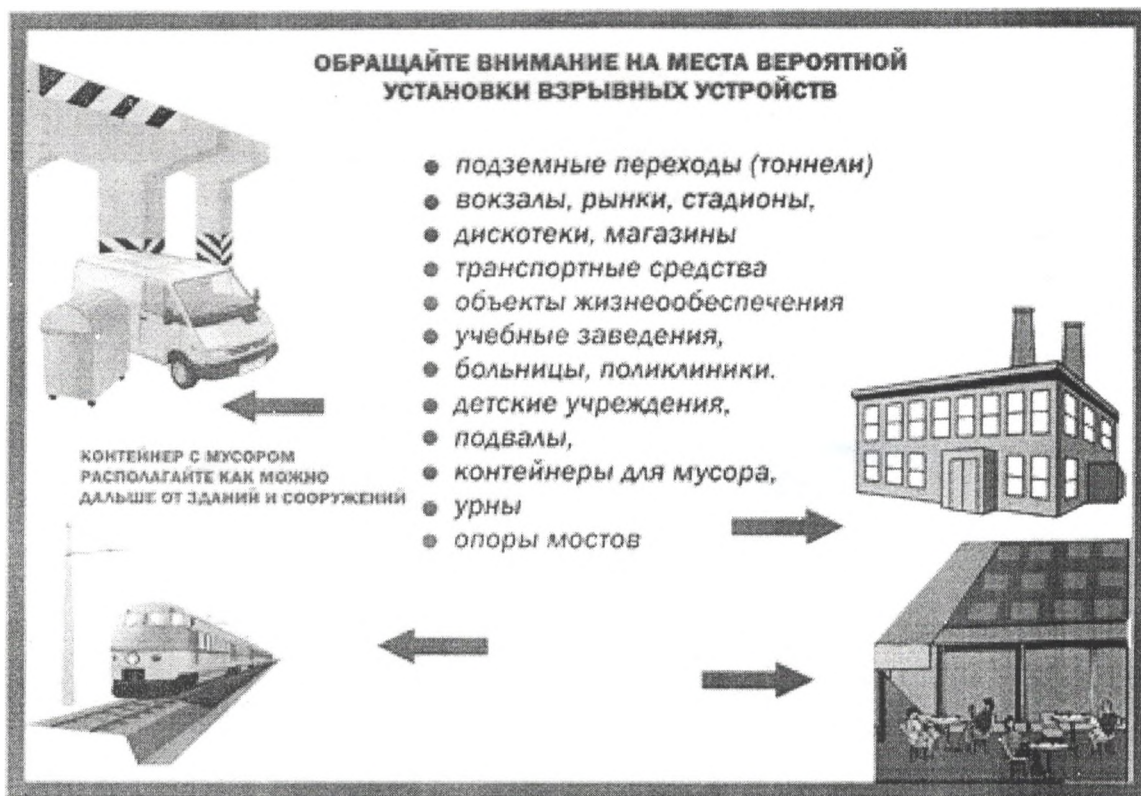 ОБРАЩАЙТЕ ВНИМАНИЕ НА МЕСТА ВЕРОЯТНОЙ
УСТАНОВКИ ВЗРЫВНЫХ УСТРОЙСТВ
подземные переходы (тоннели)
вокзалы, рынки, стадионы,
дискотеки, магазины
транспортные средства
объекты жизнеообеспечения
учебные заведения,
больницы, поликлиники.
детские учреждения,
подвалы,
контейнеры для мусора,
урны
опоры мостов
КОНТЕЙНЕР С МУСОРОМ
РАСПОЛАГАЙТЕ КАК МОЖНО
ДАЛЬШЕ ОТ ЗДАНИЙ И СООРУЖЕНИЙ